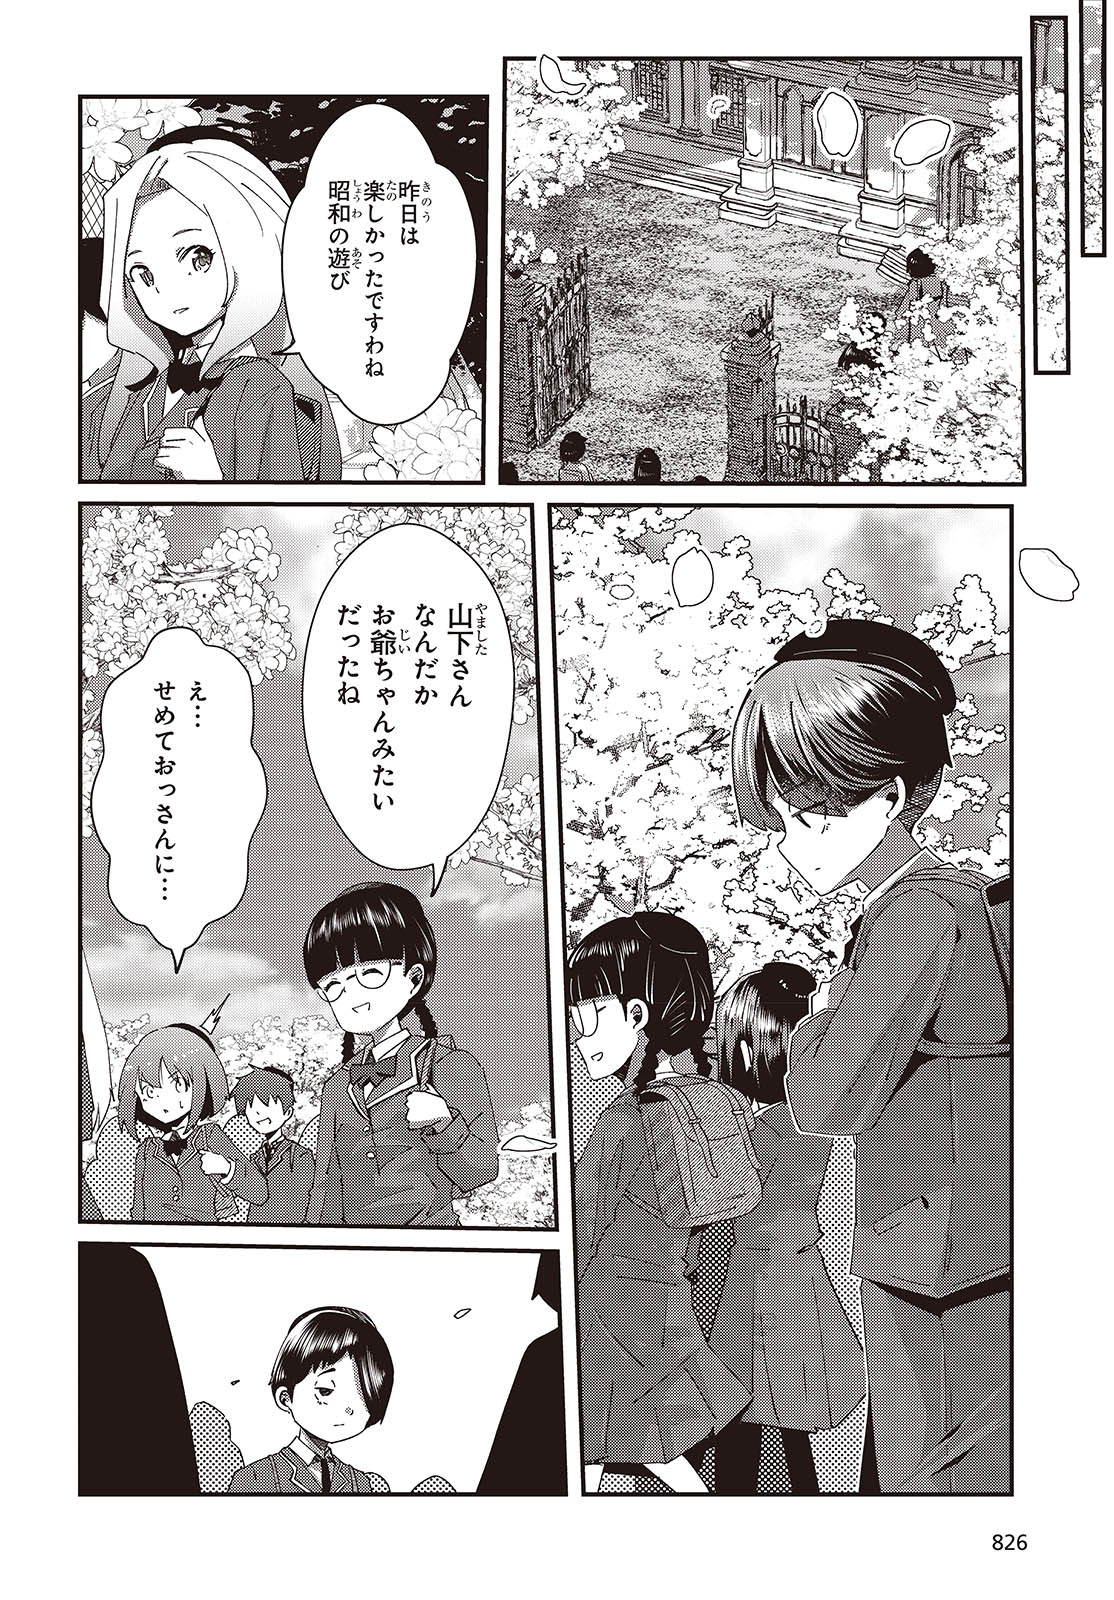 昨日は
楽しかったですわね
昭和の遊び
山下さん
なんだか
お爺ちゃんみたい
だったね
え…
せめておっさんに…
826